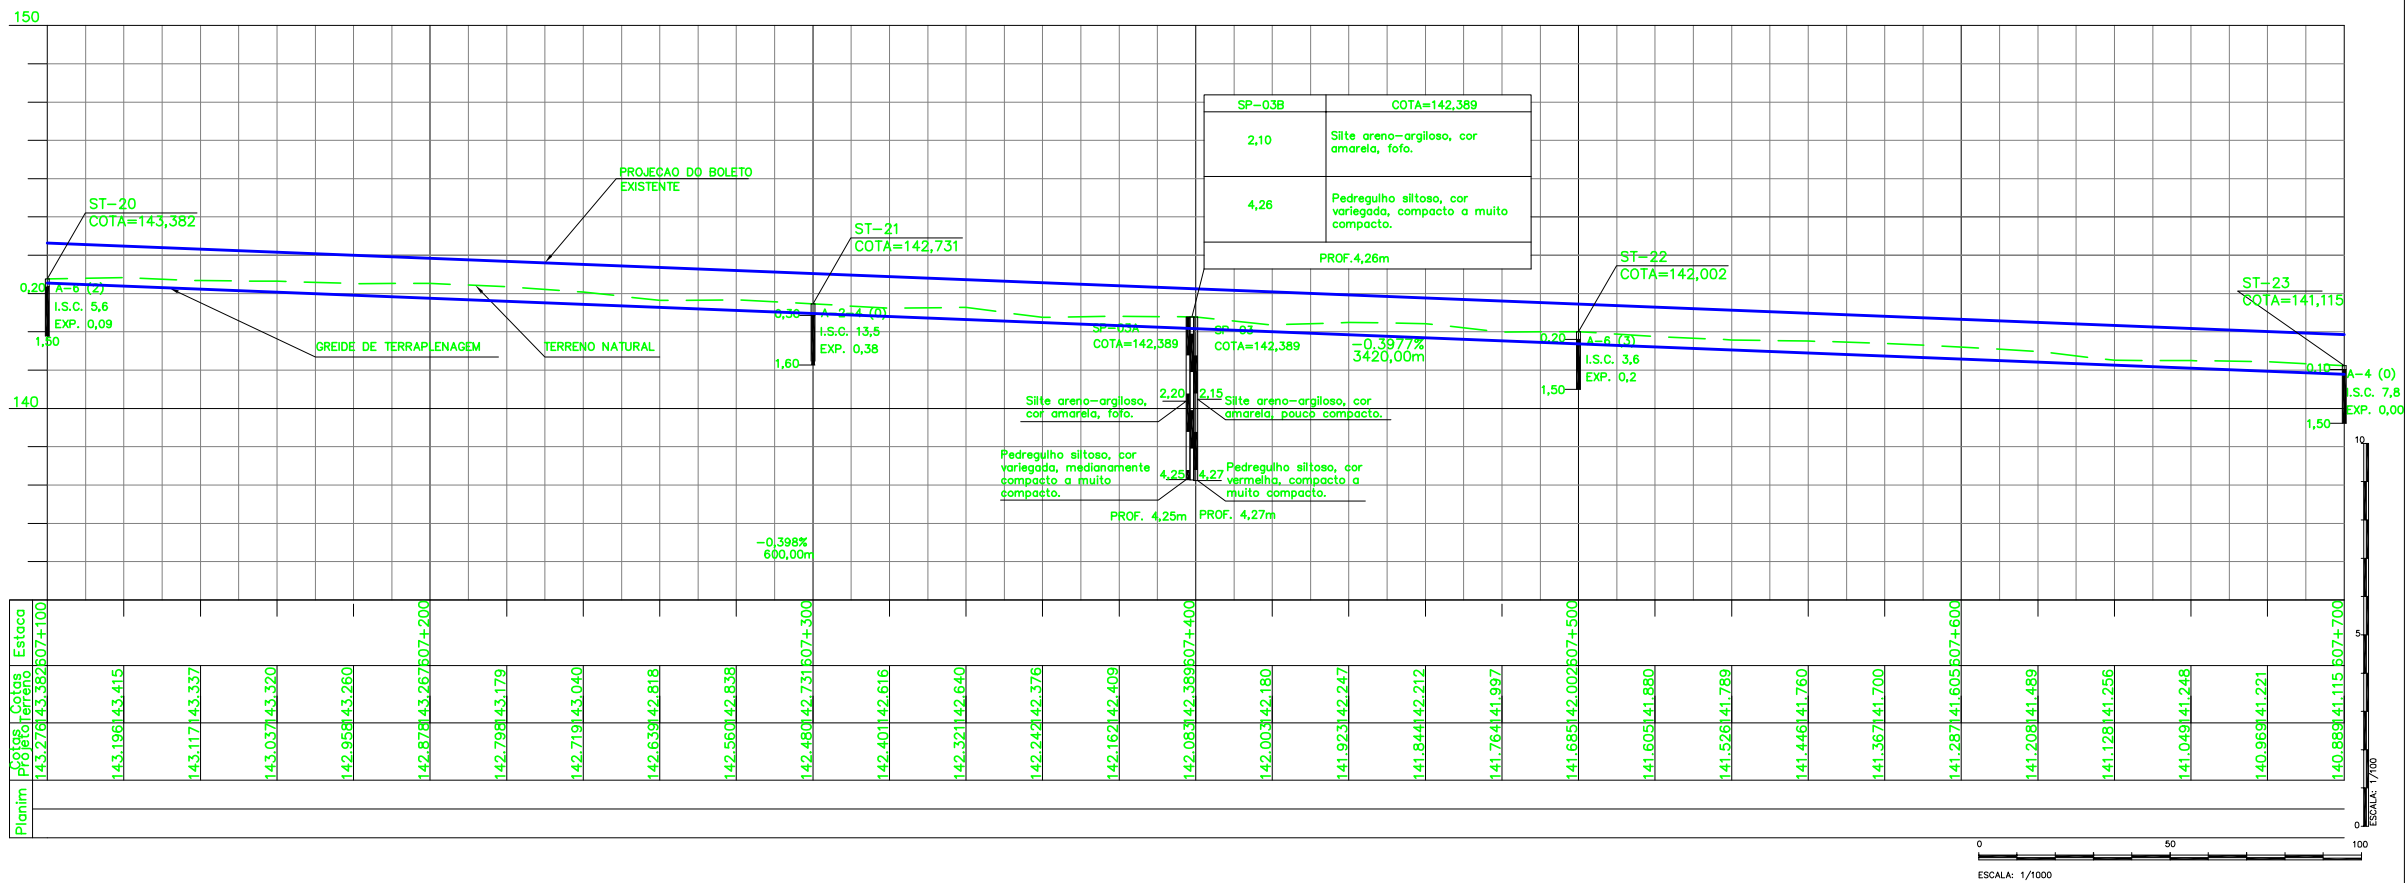 150
SP-03B COTA=142,389
2,10 Silte areno-argiloso, cor
amarela, fofo.
4,26 Pedregulho siltoso, cor
variegada, compacto a muito
compacto.
PROF.4,26m
PROJECAO DO BOLETO
EXISTENTE
ST-20
COTA=143,382
ST-21
COTA=142,731
ST-22
COTA=142,002
ST-23
COTA=141,115
0,20 A-6 (2)
I.S.C. 5,6
EXP. 0,09
1,50
GREIDE DE TERRAPLENAGEM
TERRENO NATURAL
0,30 A-2-4 (0)
I.S.C. 13,5
EXP. 0,38
1,60
SP-03A
COTA=142,389
SP-03
COTA=142,389
-0.3977%
3420,00m
0,20 A-6 (3)
I.S.C. 3,6
EXP. 0,2
1,50
0,10 A-4 (0)
I.S.C. 7,8
EXP. 0,00
1,50
140
2,20 2,15
Silte areno-argiloso,
cor amarela, fofo.
Silte areno-argiloso, cor
amarela, pouco compacto.
Pedregulho siltoso, cor
variegada, medianamente
compacto a muito
compacto.
4,25 4,27
Pedregulho siltoso, cor
vermelha, compacto a
muito compacto.
PROF. 4,25m PROF. 4,27m
-0,398%
600,00m
Estaca
607+100 607+200 607+300 607+400 607+500 607+600 607+700
Cotas Terreno
143.382 143.415 143.337 143.320 143.260 143.267 143.179 143.040 142.818 142.838 142.731 142.616 142.640 142.376 142.409 142.389 142.180 142.247 142.212 141.997 142.002 141.880 141.789 141.760 141.700 141.605 141.489 141.256 141.248 141.221 141.115
Cotas Projeto
143.276 143.196 143.117 143.037 142.958 142.878 142.798 142.719 142.639 142.560 142.480 142.401 142.321 142.242 142.162 142.083 142.003 141.923 141.844 141.764 141.685 141.605 141.526 141.446 141.367 141.287 141.208 141.128 141.049 140.969 140.889
Planim
10
5
0
ESCALA: 1/100
0 50 100
ESCALA: 1/1000